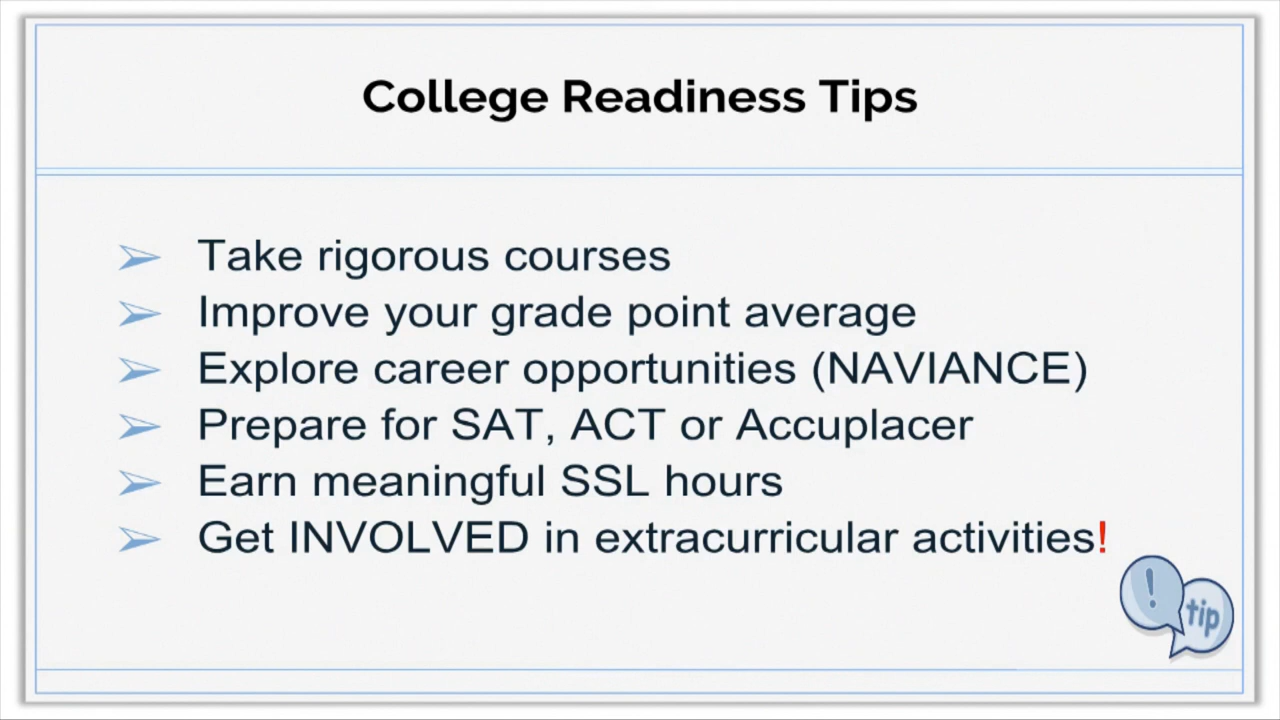 College Readiness Tips
➢ Take rigorous courses
➢ Improve your grade point average
➢ Explore career opportunities (NAVIANCE)
➢ Prepare for SAT, ACT or Accuplacer
➢ Earn meaningful SSL hours
➢ Get INVOLVED in extracurricular activities!
! tip